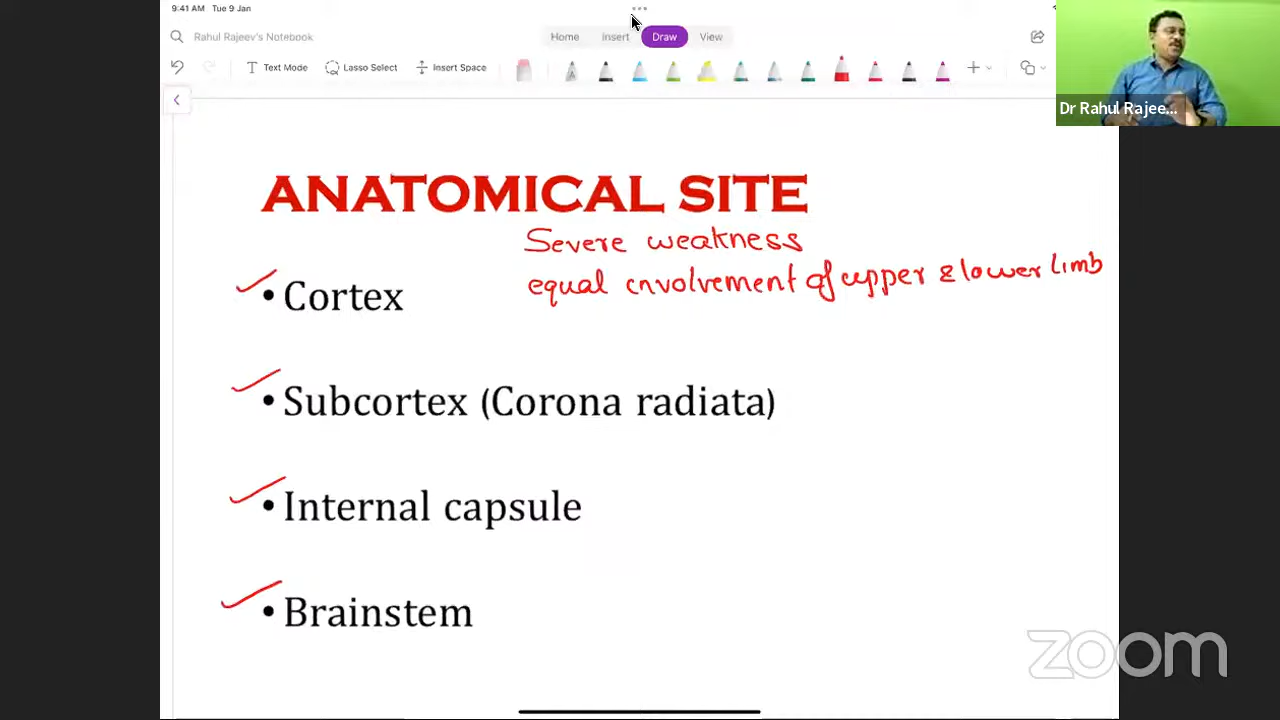 9:41 AM Tue 9 Jan
Rahul Rajeev's Notebook
Home Insert Draw View
Text Mode Lasso Select Insert Space
Dr Rahul Rajee...
ANATOMICAL SITE
Severe weakness
equal involvement of upper & lower limb
• Cortex
• Subcortex (Corona radiata)
• Internal capsule
• Brainstem
zoom